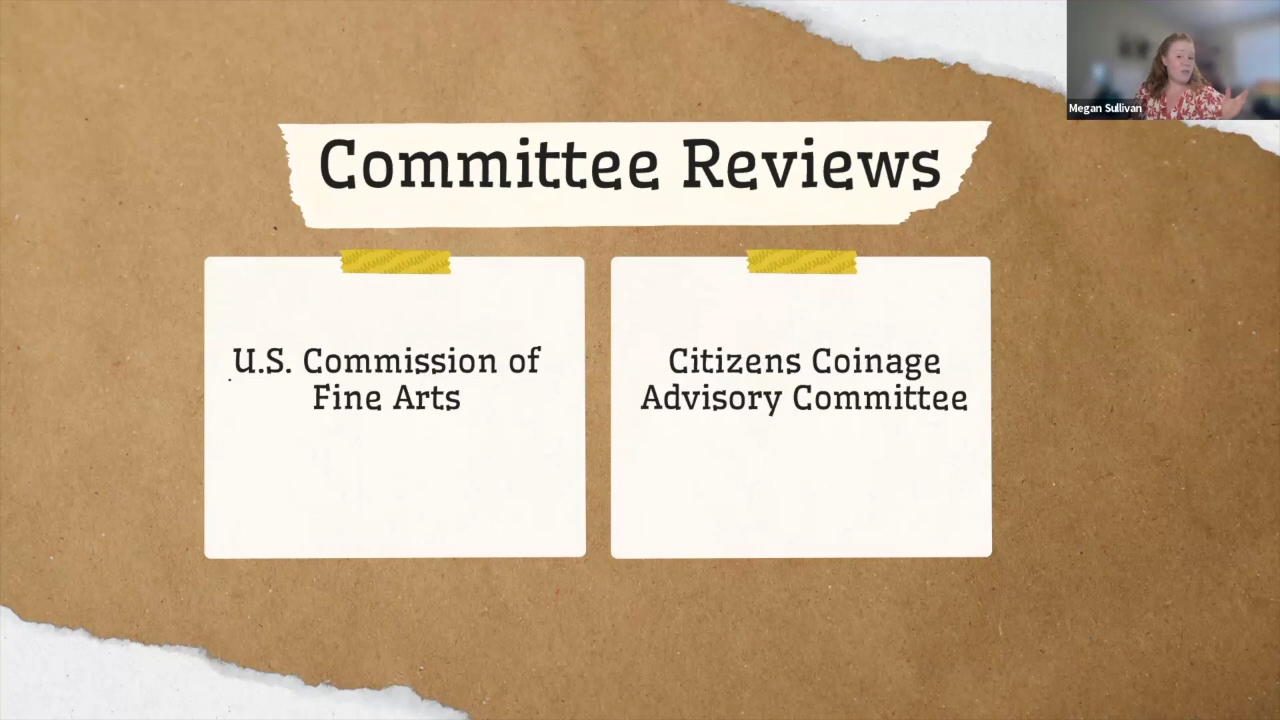 Megan Sullivan
Committee Reviews
U.S. Commission of
Fine Arts
Citizens Coinage
Advisory Committee